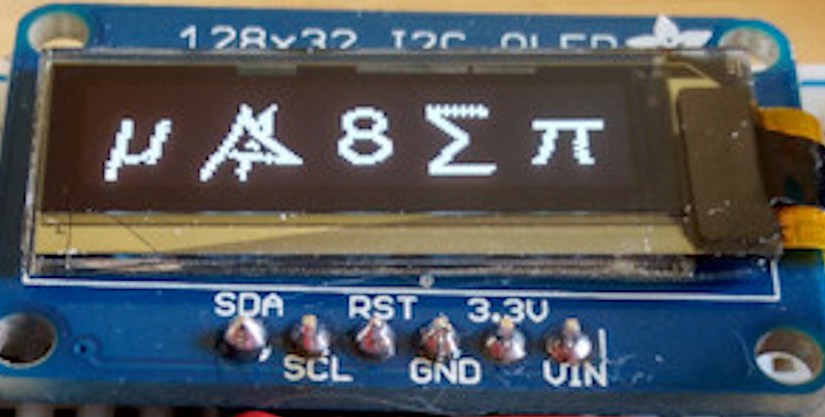 128x32 I2C OLED
μ 8 Σ π
SDA RST 3.3V
SCL GND VIN